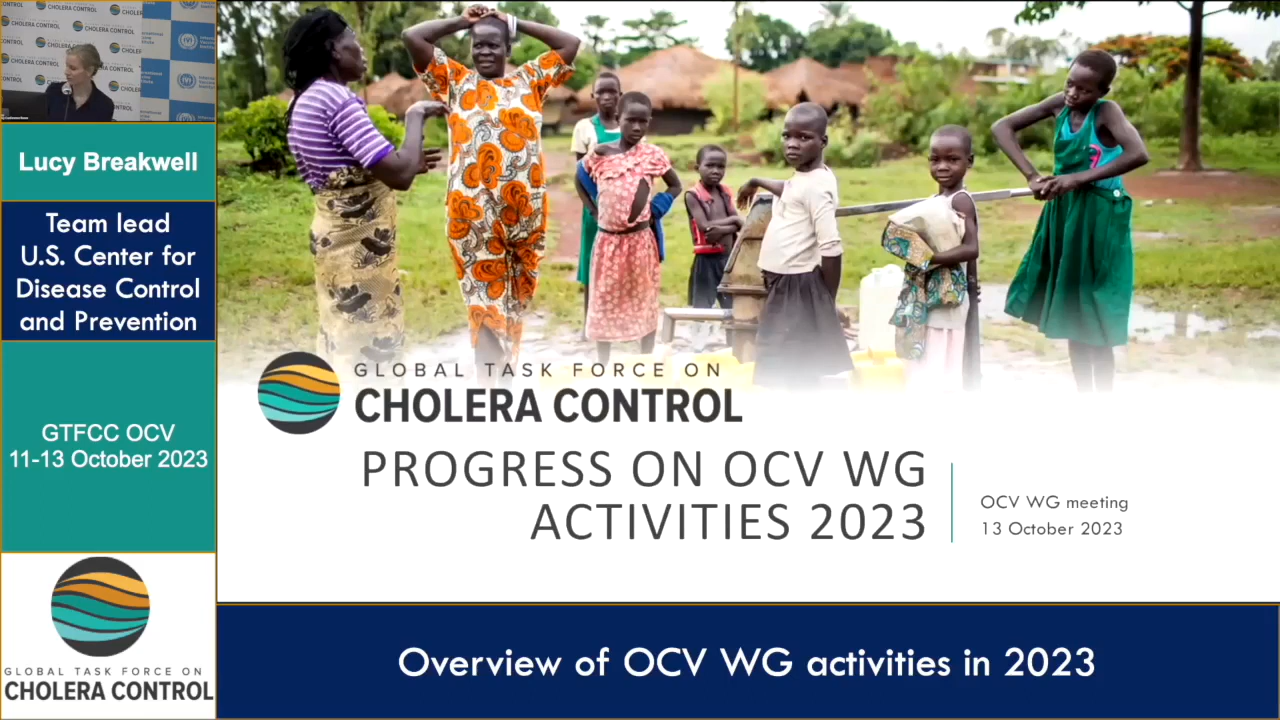 CHOLERA CONTROL
Lucy Breakwell
Team lead
U.S. Center for
Disease Control
and Prevention
GTFCC OCV
11-13 October 2023
GLOBAL TASK FORCE ON
CHOLERA CONTROL
GLOBAL TASK FORCE ON
CHOLERA CONTROL
PROGRESS ON OCV WG
ACTIVITIES 2023
OCV WG meeting
13 October 2023
Overview of OCV WG activities in 2023